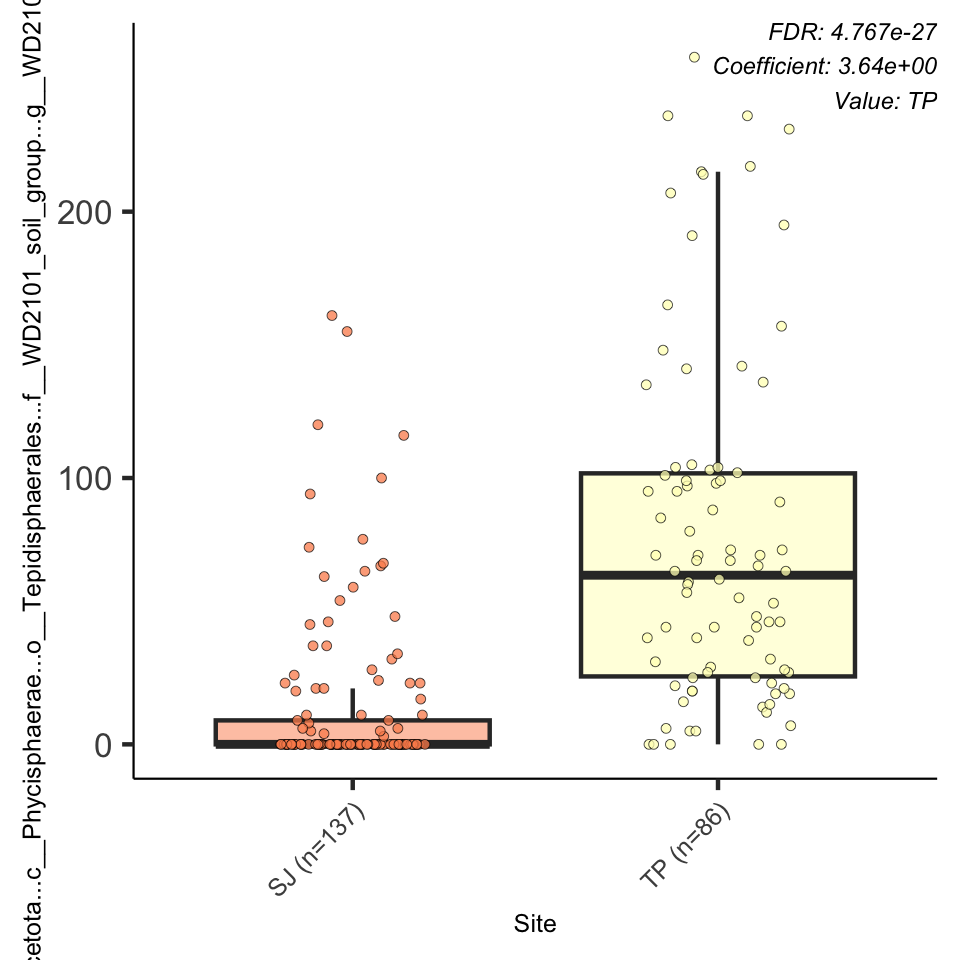 FDR: 4.767e-27
Coefficient: 3.64e+00
Value: TP
cetota...c__Phycisphaerae...o__Tepidisphaerales...f__WD2101_soil_group...g__WD210
200
100
0
SJ (n=137)
TP (n=86)
Site